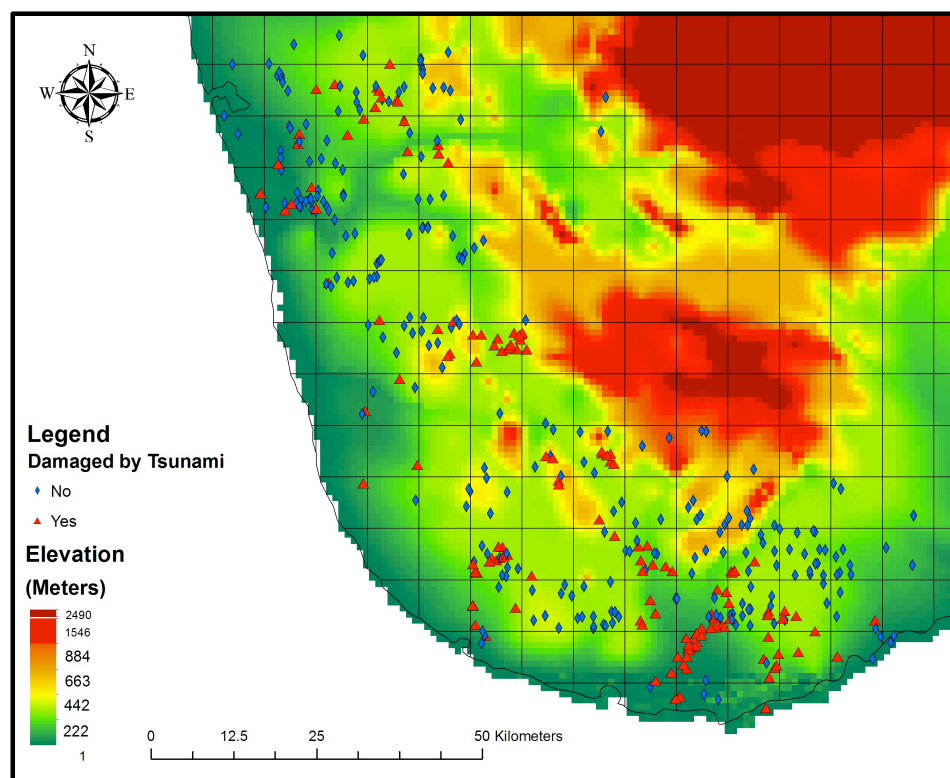 N
W E
S
Legend
Damaged by Tsunami
No
Yes
Elevation
(Meters)
2490
1546
884
663
442
222
1
0 12.5 25 50 Kilometers